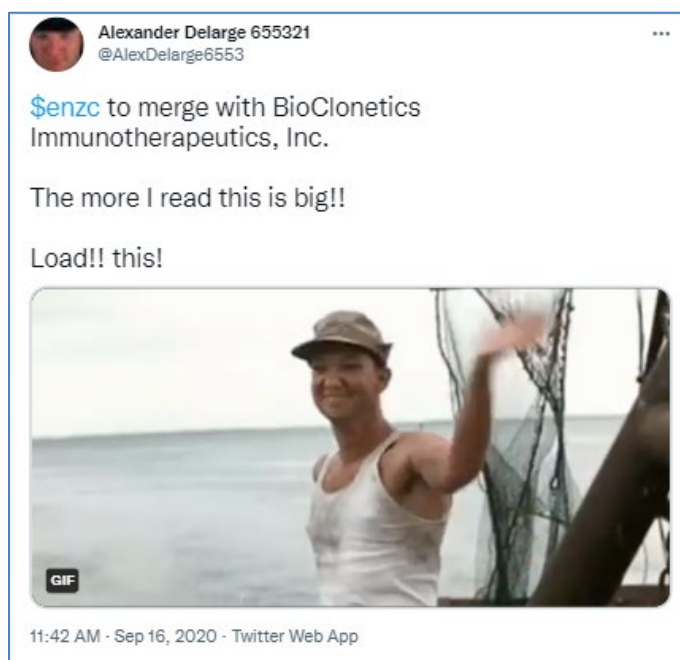 Alexander Delarge 655321
@AlexDelarge6553
$enzc to merge with BioClonetics
Immunotherapeutics, Inc.
The more I read this is big!!
Load!! this!
GIF
11:42 AM · Sep 16, 2020 · Twitter Web App